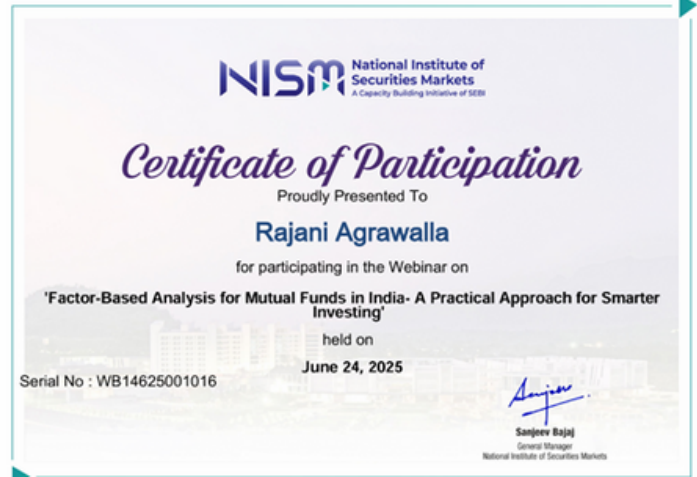 NISM
National Institute of
Securities Markets
A Capacity Building Initiative of SEBI
Certificate of Participation
Proudly Presented To
Rajani Agrawalla
for participating in the Webinar on
'Factor-Based Analysis for Mutual Funds in India- A Practical Approach for Smarter
Investing'
held on
June 24, 2025
Serial No : WB14625001016
Sanjeev
Sanjeev Bajaj
General Manager
National Institute of Securities Markets